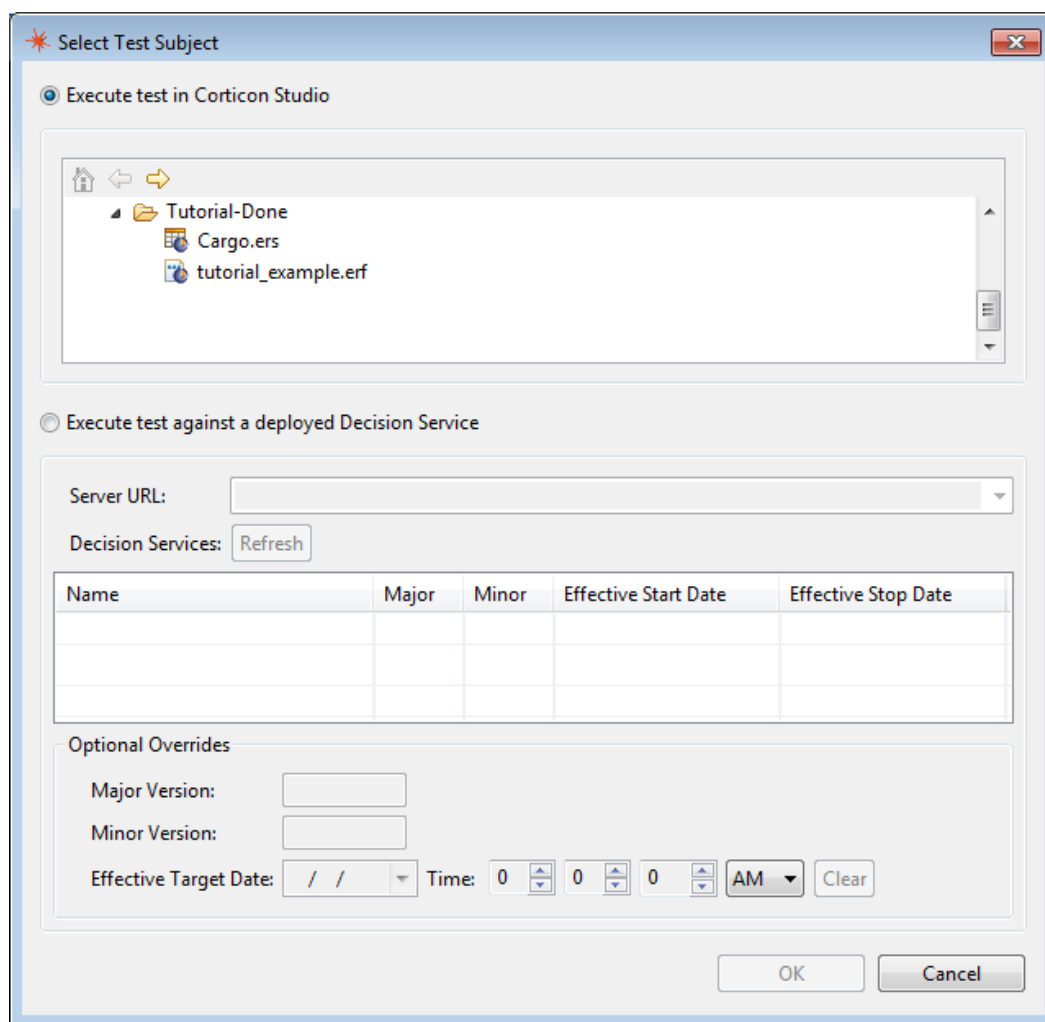 Select Test Subject
Execute test in Corticon Studio
Tutorial-Done
Cargo.ers
tutorial_example.erf
Execute test against a deployed Decision Service
Server URL:
Decision Services: Refresh
Name Major Minor Effective Start Date Effective Stop Date
Optional Overrides
Major Version:
Minor Version:
Effective Target Date: / / Time: 0 0 0 AM Clear
OK Cancel